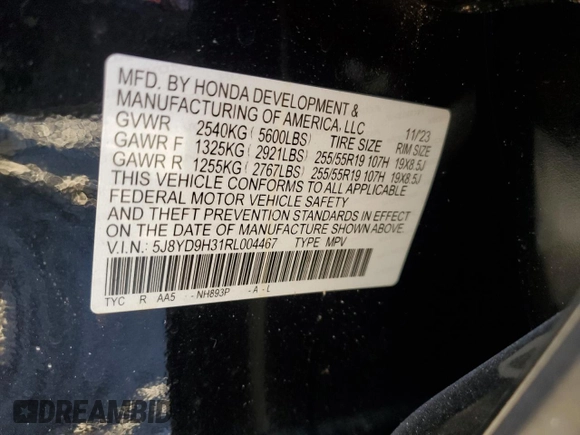 MFD. BY HONDA DEVELOPMENT &
MANUFACTURING OF AMERICA, LLC 11/'23
GVWR 2540KG (5600LBS) TIRE SIZE RIM SIZE
GAWR F 1325KG (2921LBS) 255/55R19 107H 19X8.5J
GAWR R 1255KG (2767LBS) 255/55R19 107H 19X8.5J
THIS VEHICLE CONFORMS TO ALL APPLICABLE
FEDERAL MOTOR VEHICLE SAFETY
AND THEFT PREVENTION STANDARDS IN EFFECT
ON THE DATE OF MANUFACTURE SHOWN ABOVE.
V.I.N.: 5J8YD9H31RL004467 TYPE MPV
TYC R AA5 - NH893P - A - L
DREAMBID